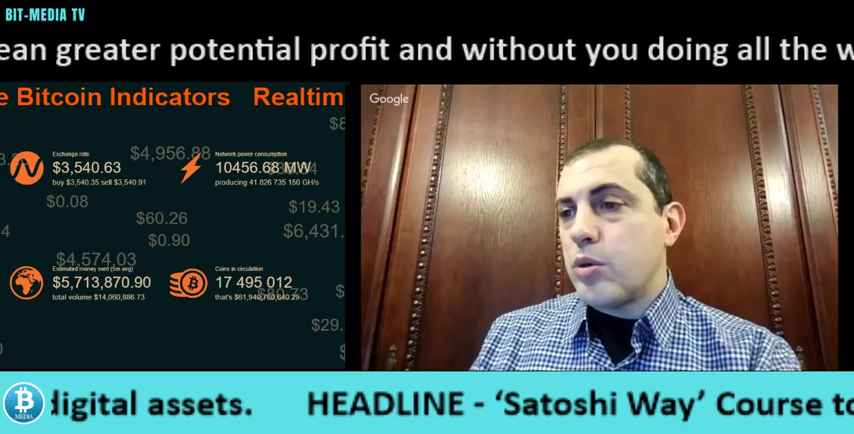 BIT-MEDIA TV
ean greater potential profit and without you doing all the w
e Bitcoin Indicators Realtim
Google
Exchange rate
$3,540.63
buy $3,540.35 sell $3,540.91
$4,956.88
Network power consumption
10456.68 MW
producing 41 826 735 150 GH/s
$0.08
$60.26
$19.43
$0.90
$6,431.
$4,574.03
Estimated money sent (5m avg)
$5,713,870.90
total volume $14,060,886.73
Coins in circulation
17 495 012
$29.
B
MEDIA
digital assets. HEADLINE - ‘Satoshi Way’ Course to